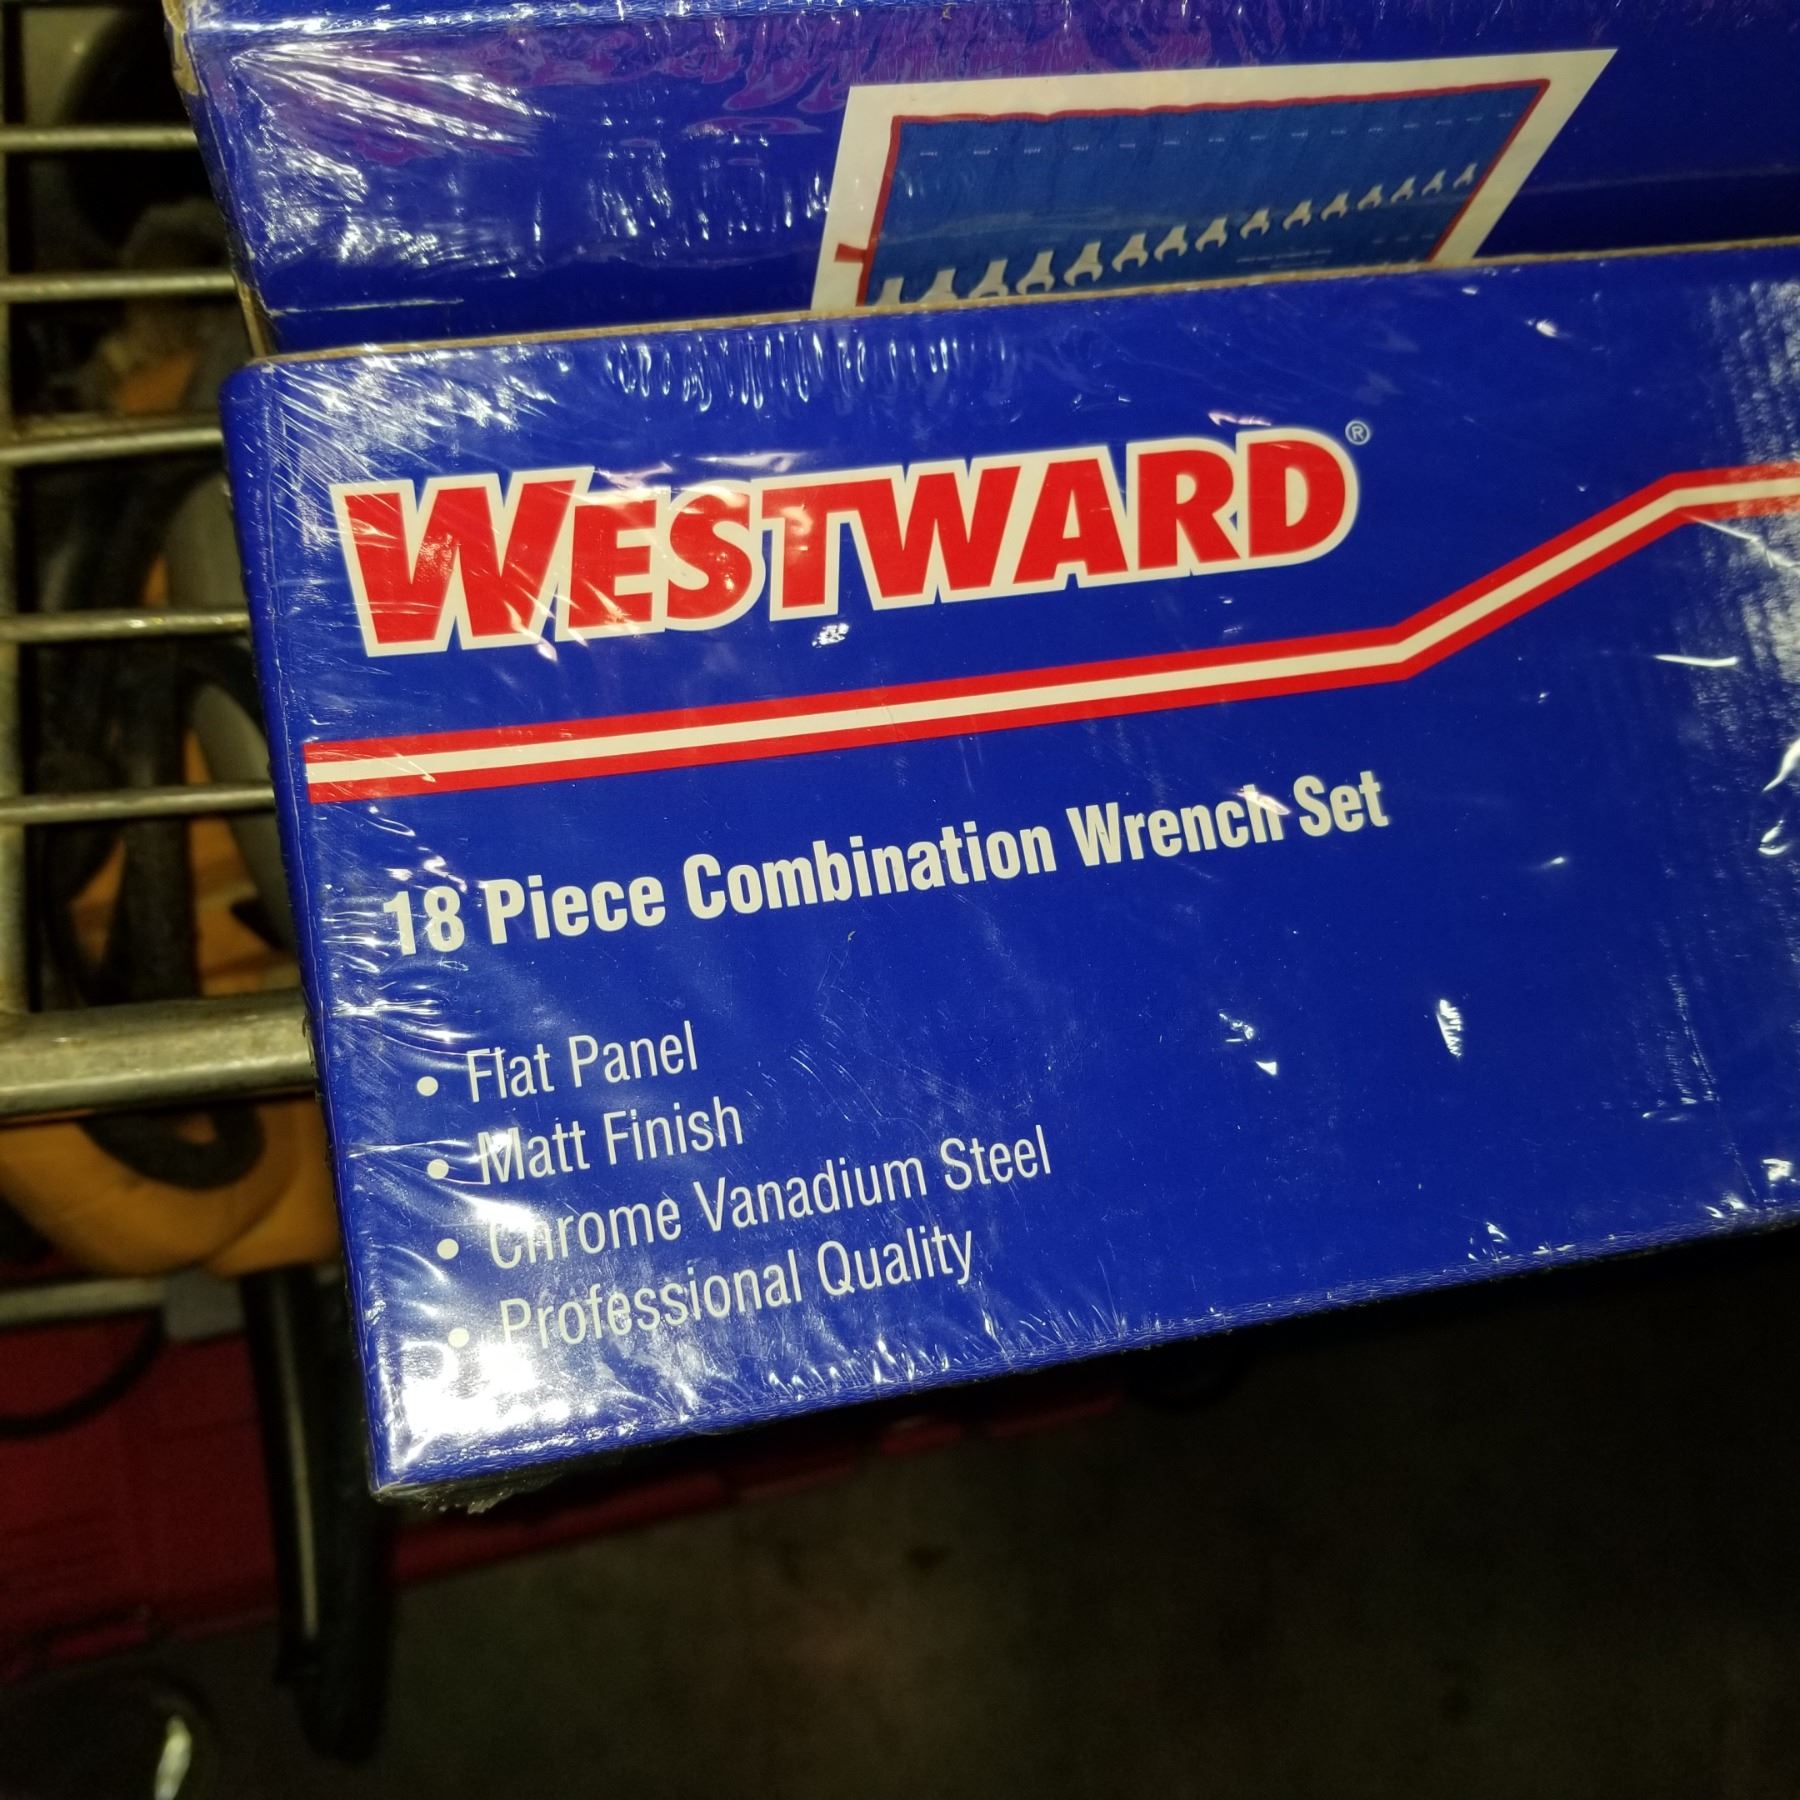 WESTWARD®
18 Piece Combination Wrench Set
• Flat Panel
• Matt Finish
• Chrome Vanadium Steel
• Professional Quality